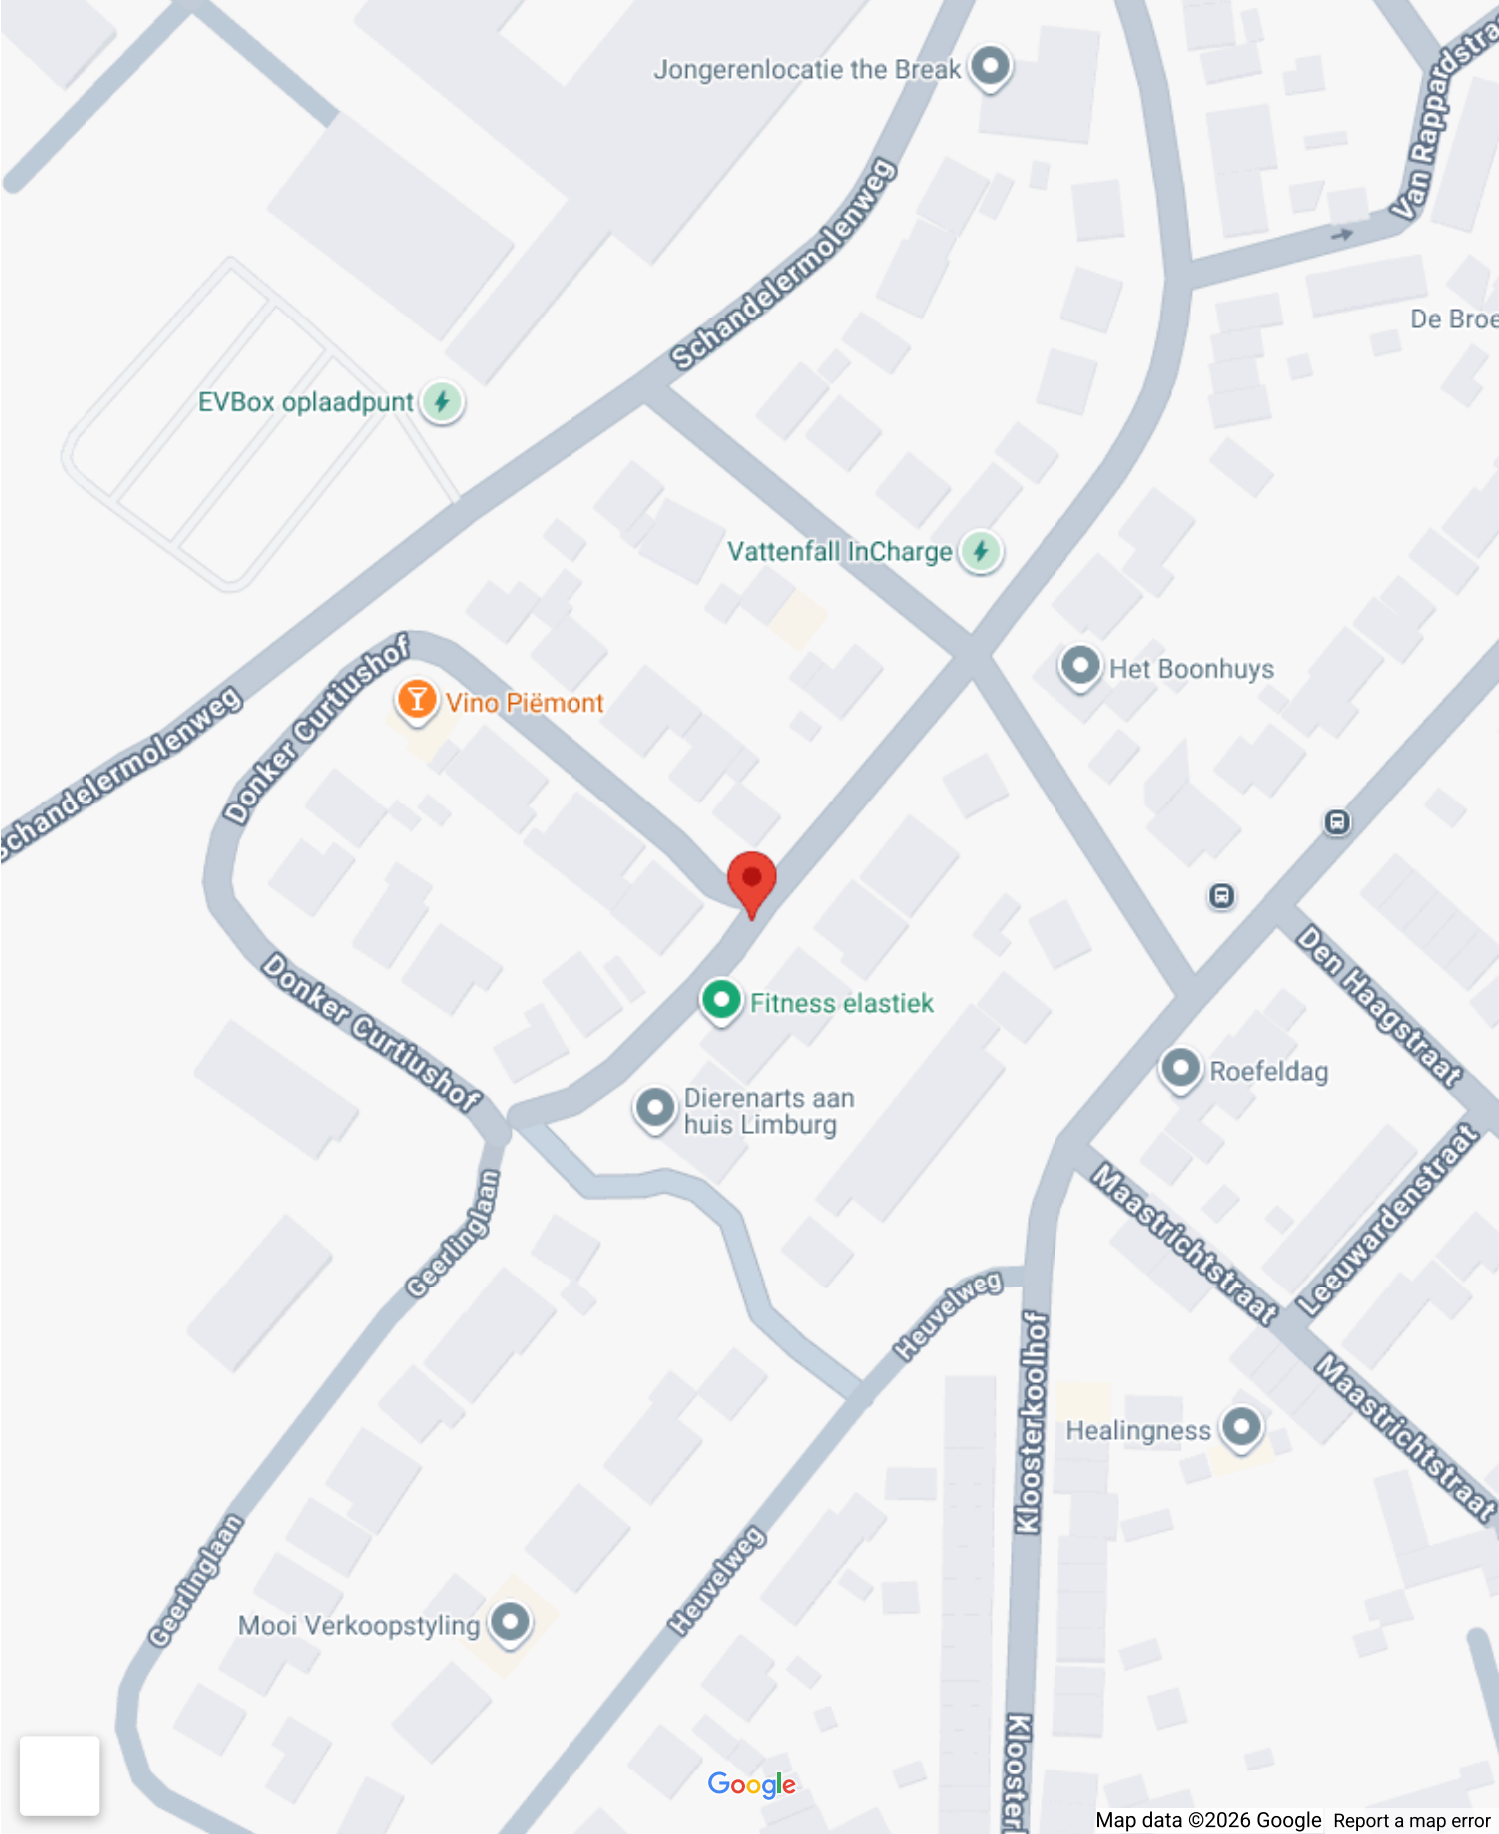 Jongerenlocatie the Break
Van Rappardstra
Schandelermolenweg
De Broe
EVBox oplaadpunt
Vattenfall InCharge
Het Boonhuys
Donker Curtiushof
Vino Piëmont
Schandelermolenweg
Den Haagstraat
Donker Curtiushof
Fitness elastiek
Roefeldag
Dierenarts aan
huis Limburg
Geerlinglaan
Maastrichtstraat
Leeuwardenstraat
Heuvelweg
Kloosterkoolhof
Healingness
Maastrichtstraat
Geerlinglaan
Heuvelweg
Mooi Verkoopstyling
Klooster
Google
Map data ©2026 Google
Report a map error